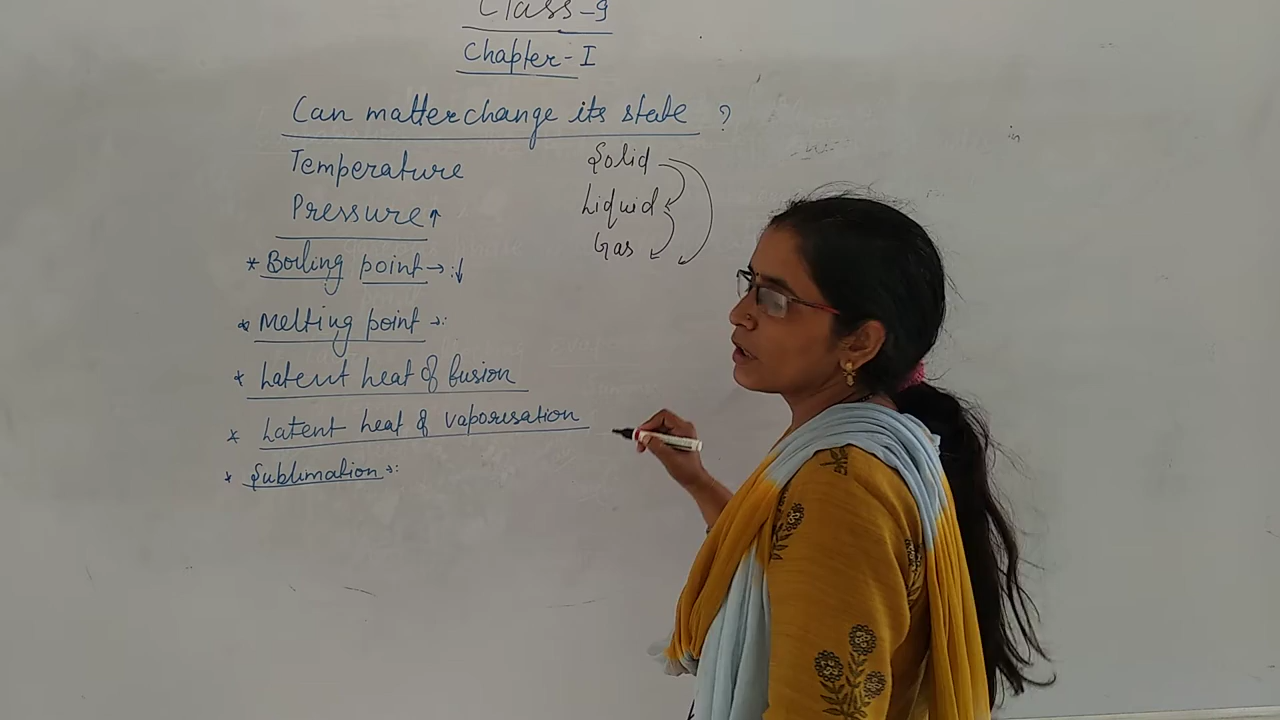 Class-9
Chapter-I
Can matter change its state ?
Temperature
Pressure↑
* Boiling point→:↓
* Melting point→:
* Latent heat of fusion
* Latent heat of vaporisation
* Sublimation→:
Solid
Liquid
Gas